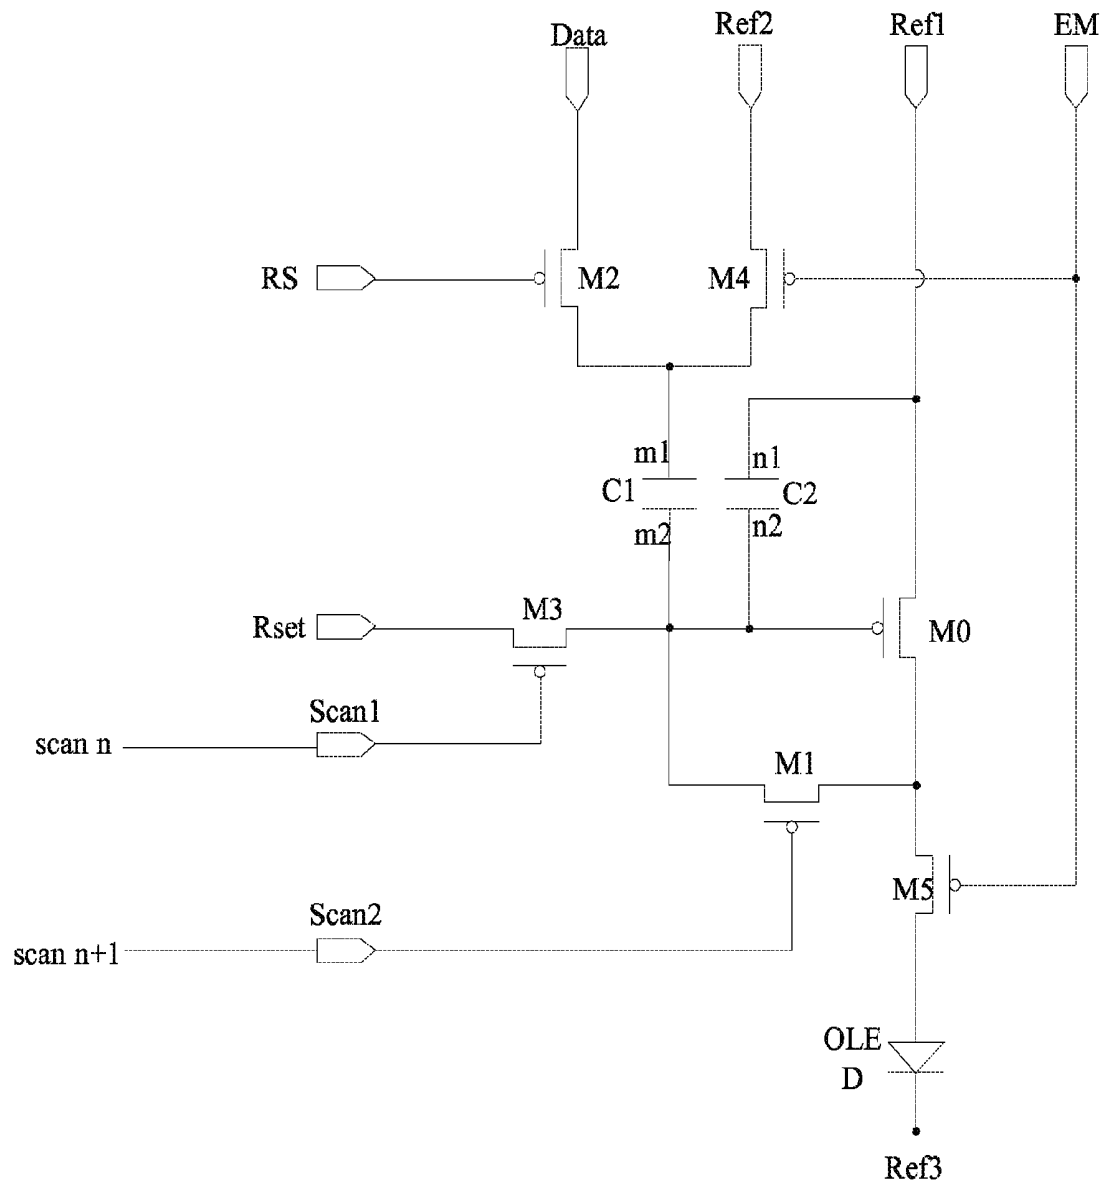 Data
Ref2
Ref1
EM
RS
M2
M4
m1
n1
C1
C2
m2
n2
M3
Rset
M0
Scan1
scan n
M1
M5
Scan2
scan n+1
OLE
D
Ref3